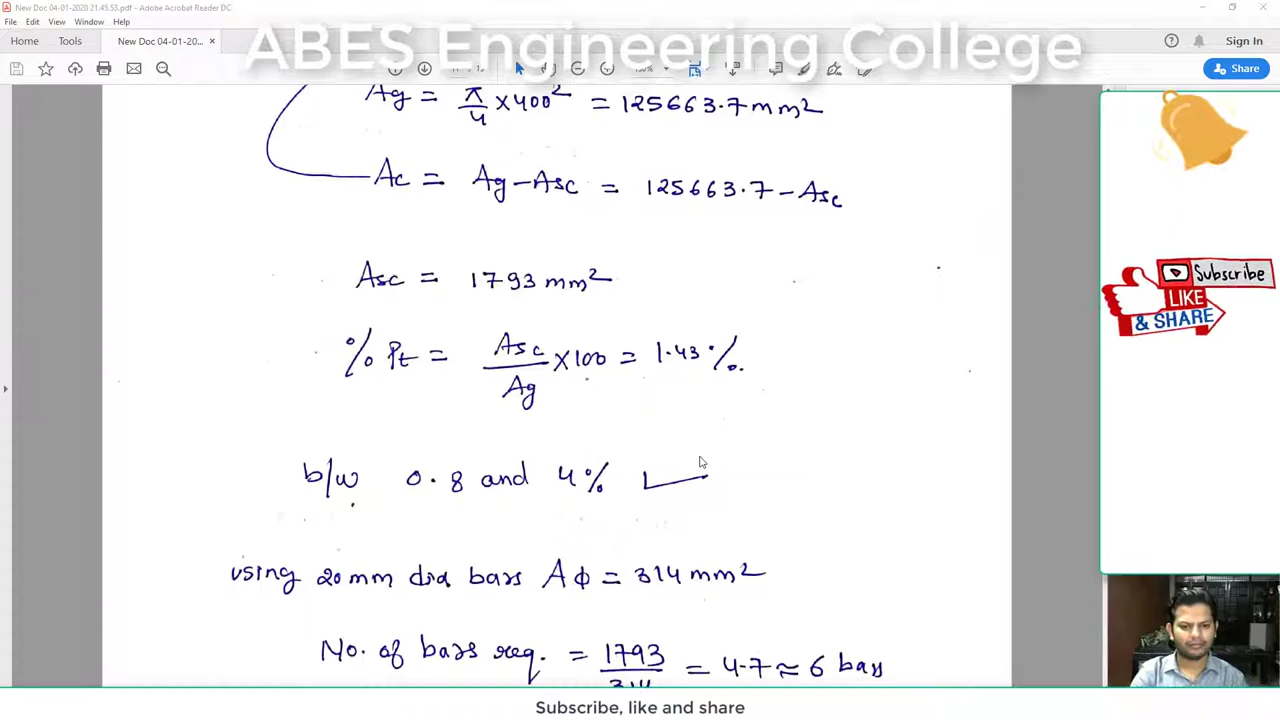 New Doc 04-01-2020 21.45.53.pdf - Adobe Acrobat Reader DC
File Edit View Window Help
Home Tools New Doc 04-01-20... × Sign In
ABES Engineering College
Share
Ag = π/4 × 400² = 125663.7 mm²
Ac = Ag - Asc = 125663.7 - Asc
Asc = 1793 mm²
% Pt = Asc/Ag × 100 = 1.43 %.
b/w 0.8 and 4%
using 20 mm dia bars Aϕ = 314 mm²
No. of bars req. = 1793/314 = 4.7 ≈ 6 bars
Subscribe
LIKE
& SHARE
Subscribe, like and share